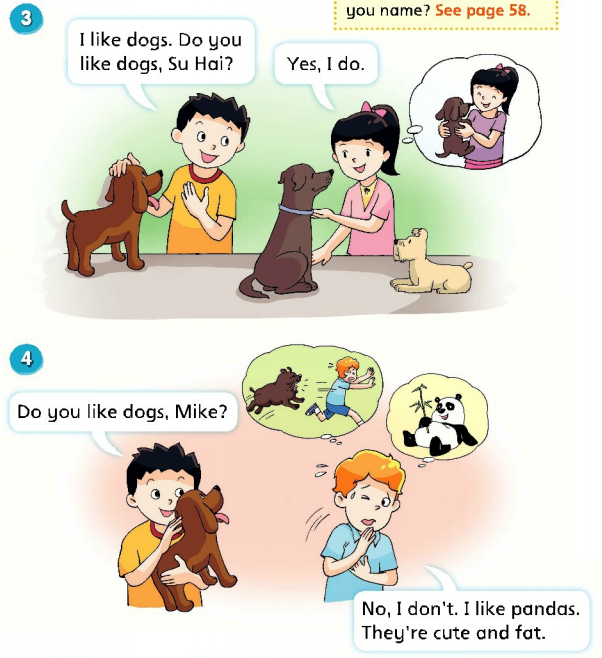 you name? See page 58.
3
I like dogs. Do you
like dogs, Su Hai?
Yes, I do.
4
Do you like dogs, Mike?
No, I don't. I like pandas.
They're cute and fat.